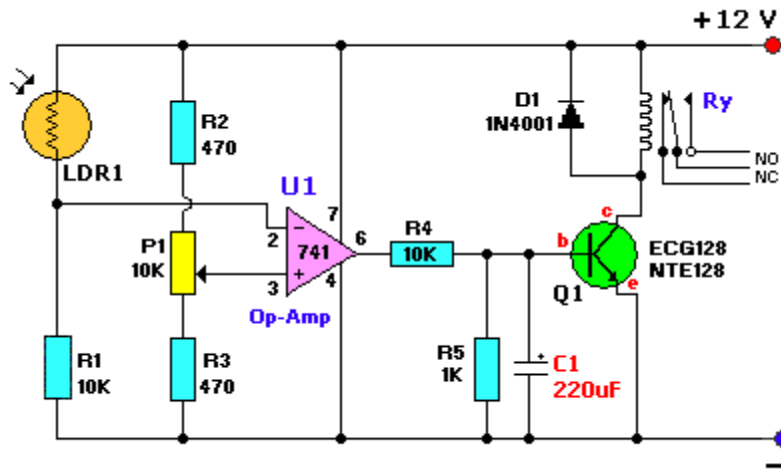 +12 V
R2
470
LDR1
D1
1N4001
Ry
NO
NC
U1
7
2
−
741
+
3
4
6
Op-Amp
P1
10K
R4
10K
b
c
e
Q1
ECG128
NTE128
R1
10K
R3
470
R5
1K
+
C1
220uF
−